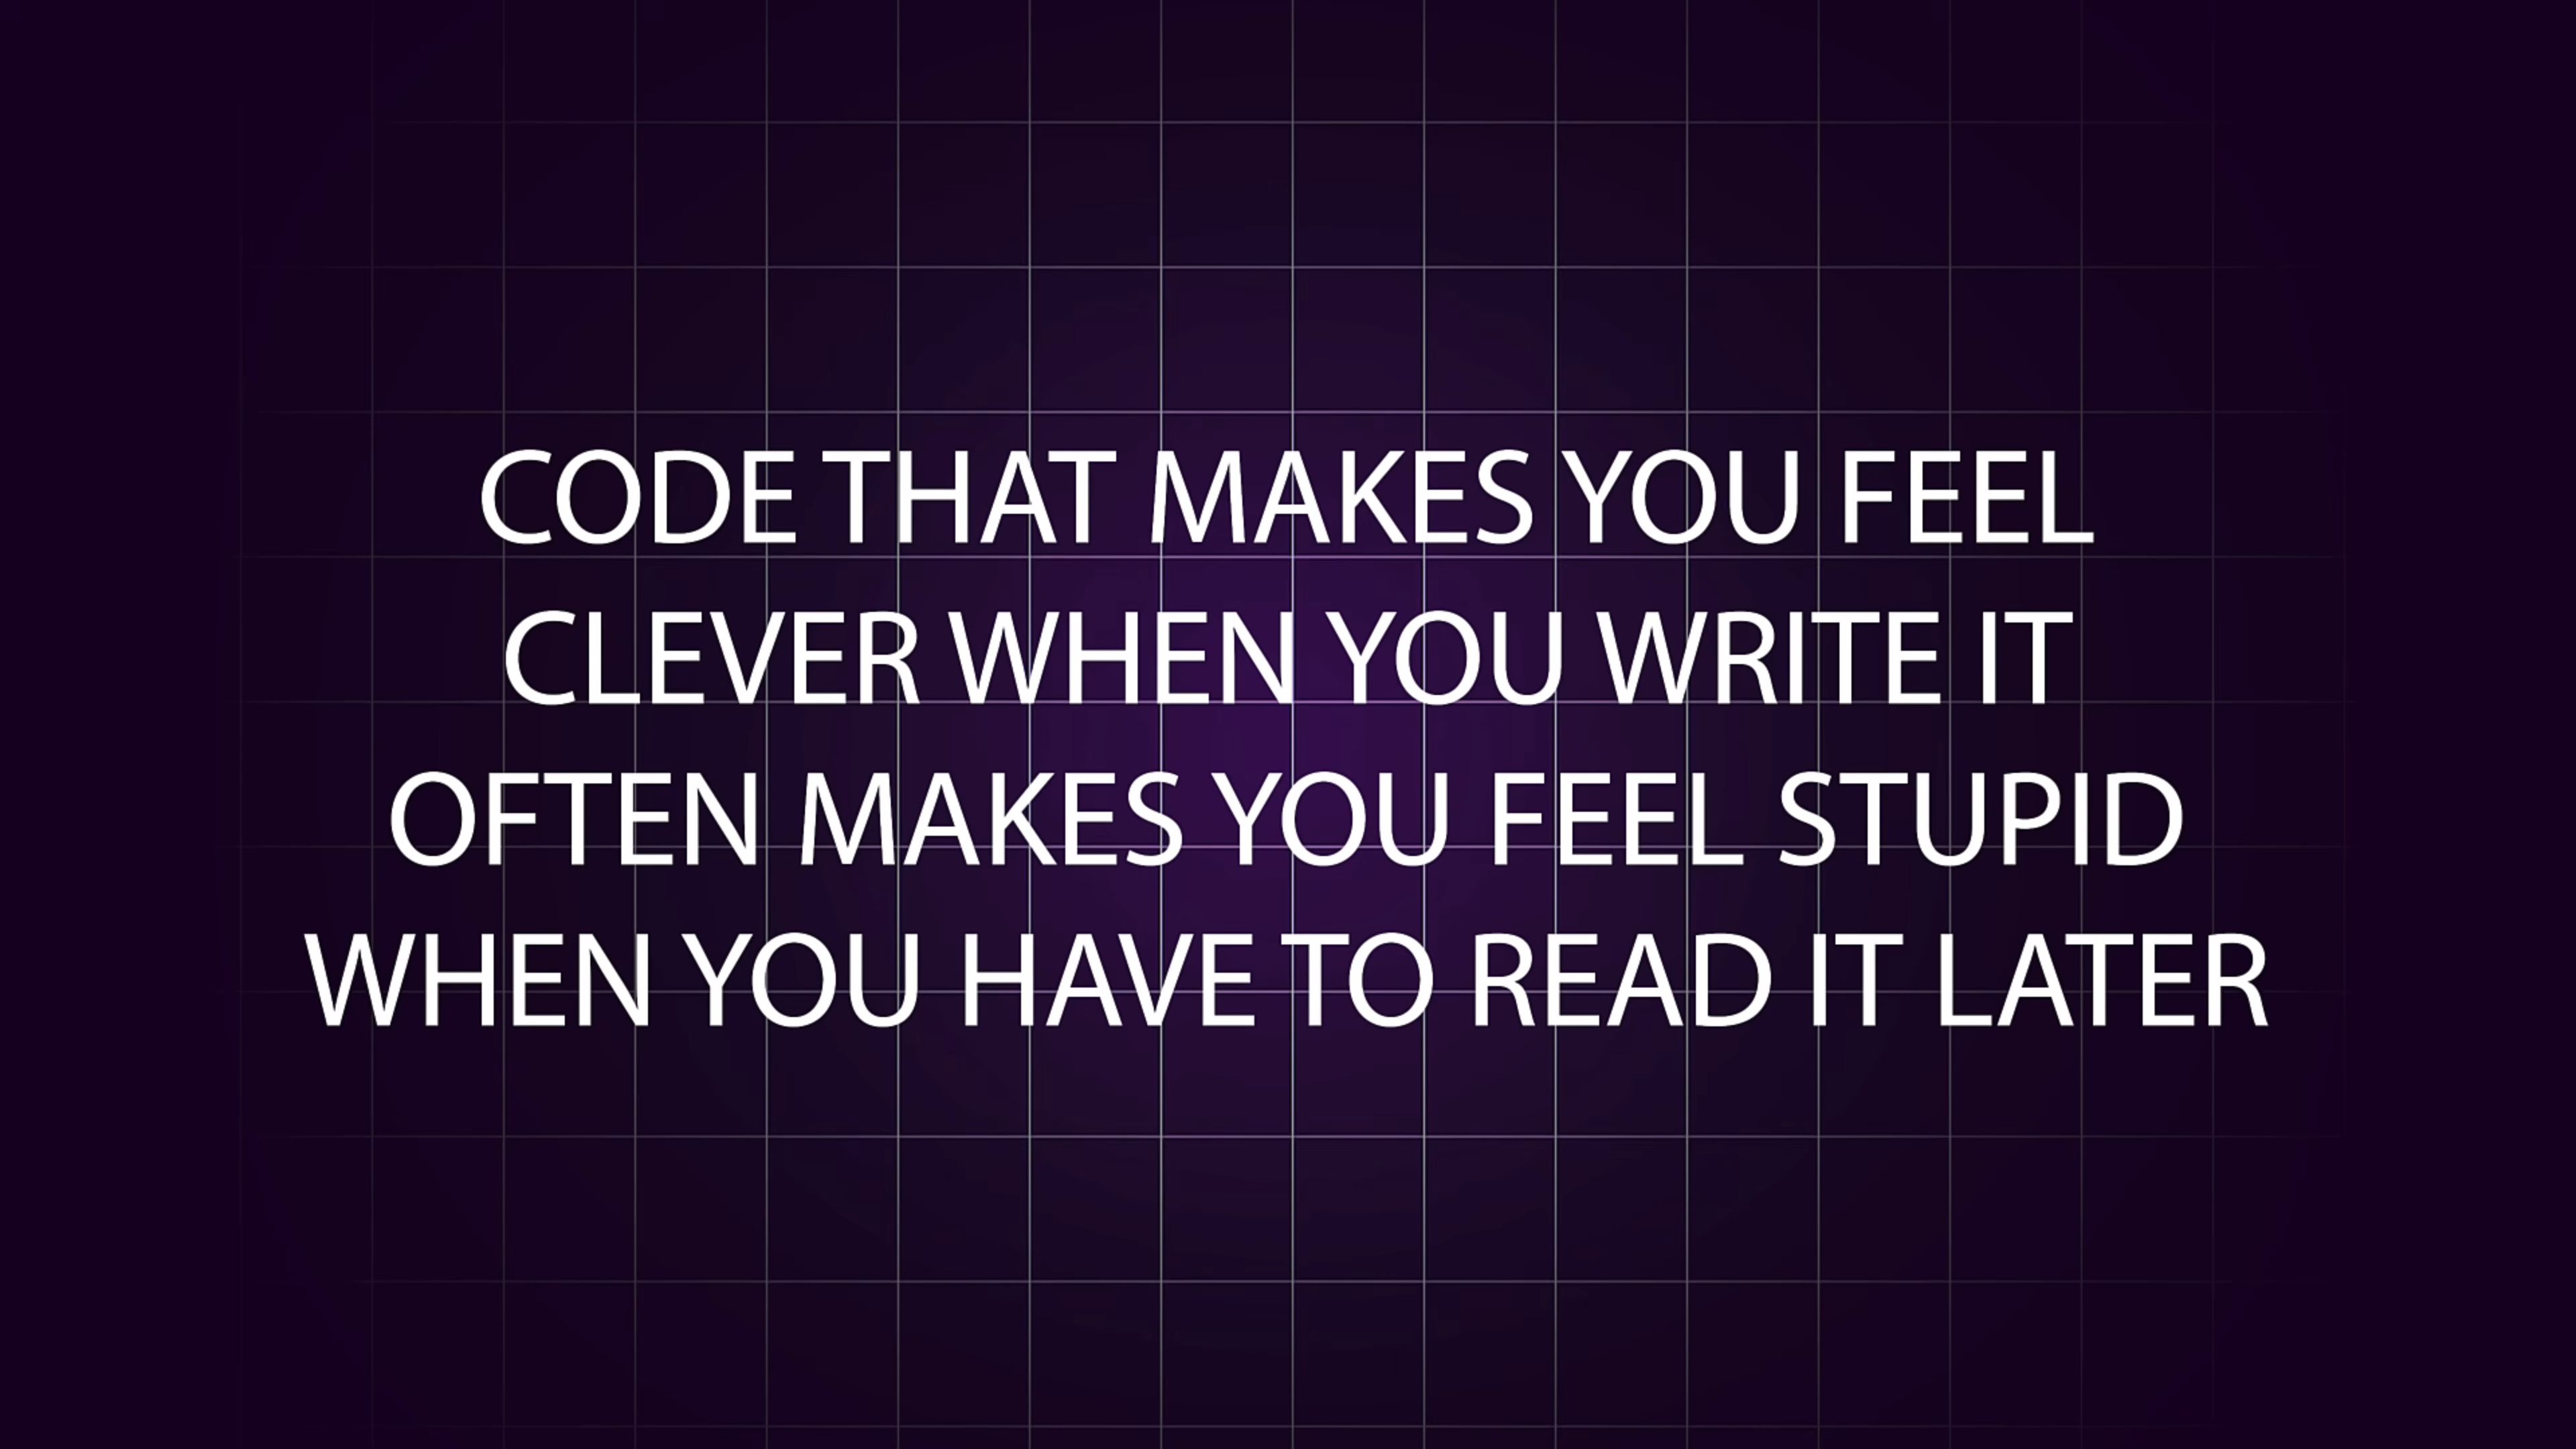 CODE THAT MAKES YOU FEEL
CLEVER WHEN YOU WRITE IT
OFTEN MAKES YOU FEEL STUPID
WHEN YOU HAVE TO READ IT LATER